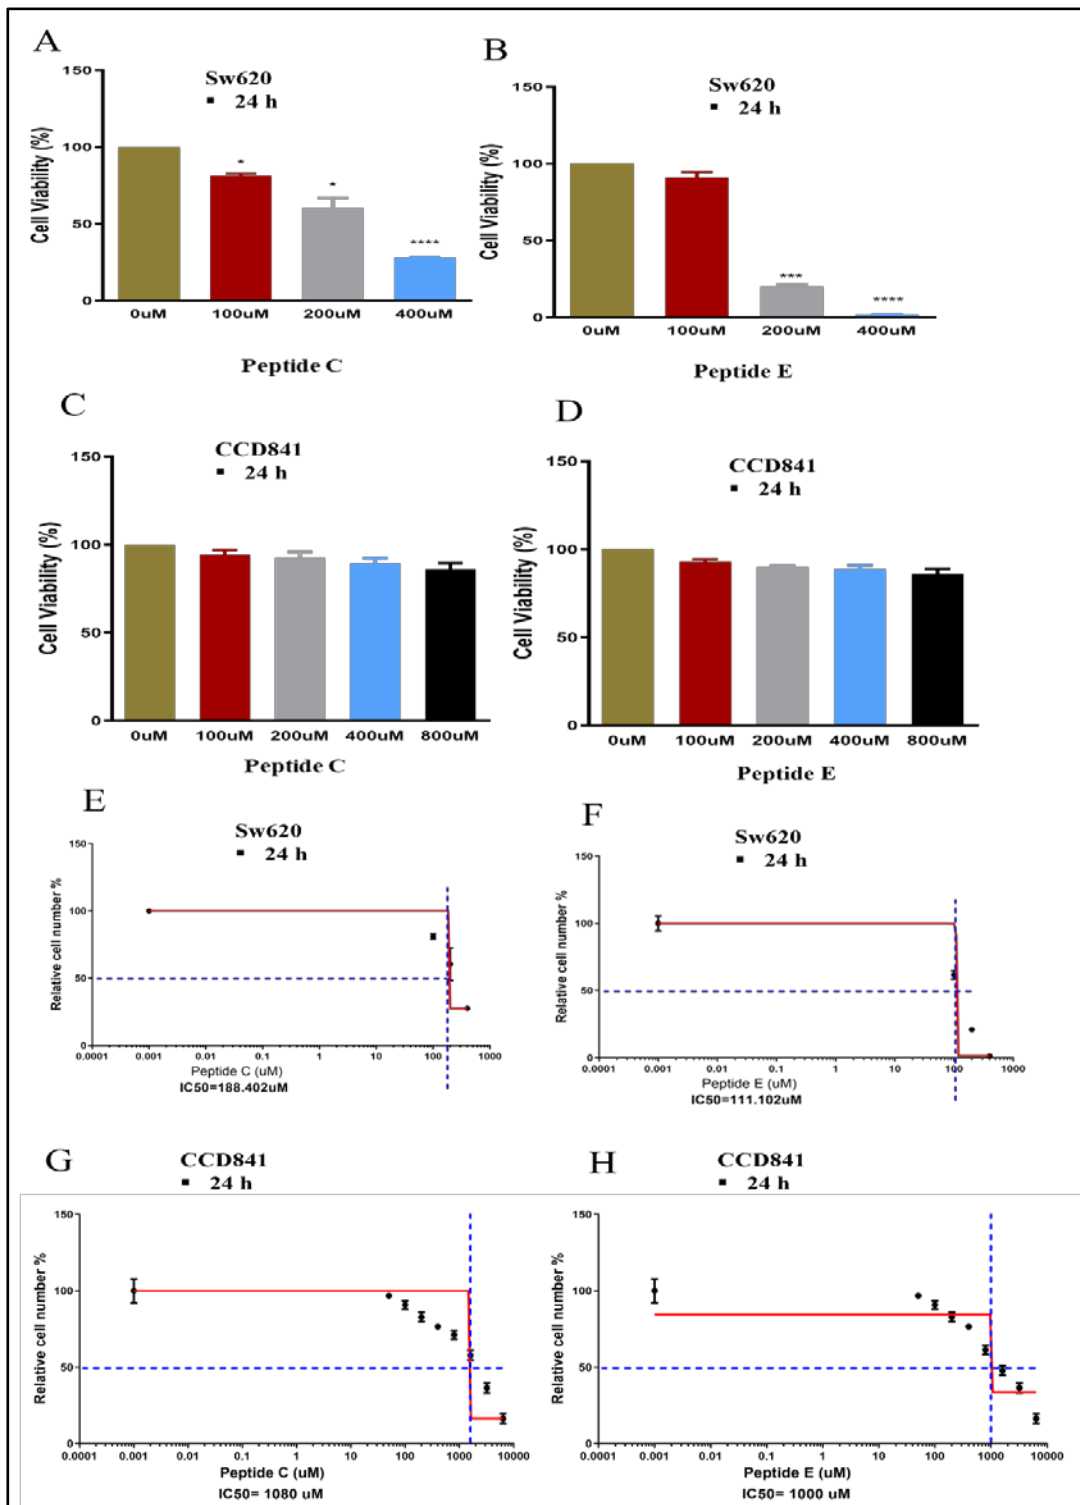 A
Sw620
▪ 24 h
150
100
50
0
Cell Viability (%)
*
*
****
0uM 100uM 200uM 400uM
Peptide C
B
Sw620
▪ 24 h
150
100
50
0
Cell Viability (%)
***
****
0uM 100uM 200uM 400uM
Peptide E
C
CCD841
▪ 24 h
150
100
50
0
Cell Viability (%)
0uM 100uM 200uM 400uM 800uM
Peptide C
D
CCD841
▪ 24 h
150
100
50
0
Cell Viability (%)
0uM 100uM 200uM 400uM 800uM
Peptide E
E
Sw620
▪ 24 h
150
100
50
0
Relative cell number %
0.0001 0.001 0.01 0.1 1 10 100 1000
Peptide C (uM)
IC50=188.402uM
F
Sw620
▪ 24 h
150
100
50
0
Relative cell number %
0.0001 0.001 0.01 0.1 1 10 100 1000
Peptide E (uM)
IC50=111.102uM
G
CCD841
▪ 24 h
150
100
50
0
Relative cell number %
0.0001 0.001 0.01 0.1 1 10 100 1000 10000
Peptide C (uM)
IC50= 1080 uM
H
CCD841
▪ 24 h
150
100
50
0
Relative cell number %
0.0001 0.001 0.01 0.1 1 10 100 1000 10000
Peptide E (uM)
IC50= 1000 uM